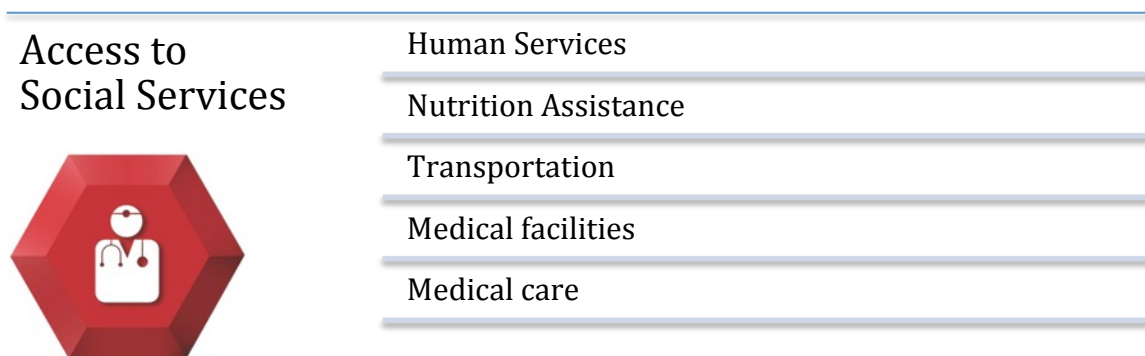 Access to
Social Services
Human Services
Nutrition Assistance
Transportation
Medical facilities
Medical care